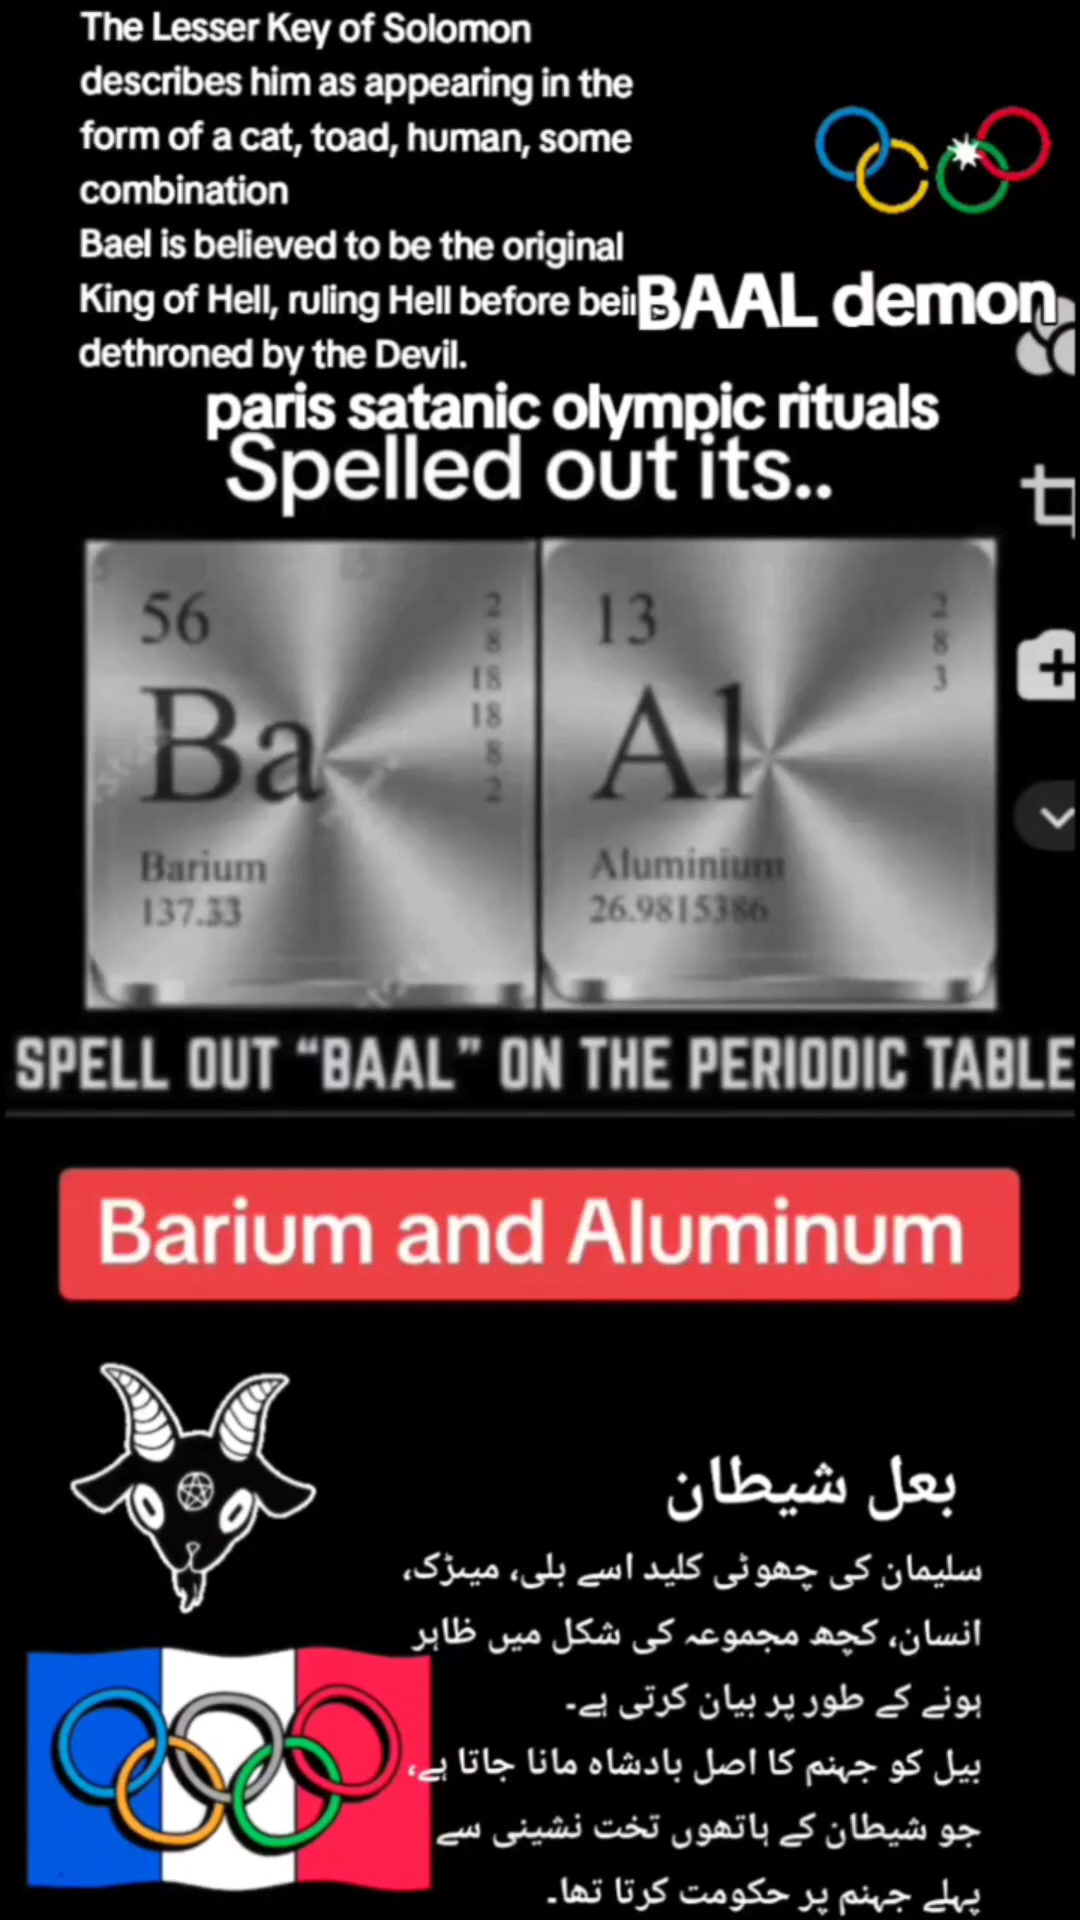 The Lesser Key of Solomon
describes him as appearing in the
form of a cat, toad, human, some
combination
Bael is believed to be the original
King of Hell, ruling Hell before bein
BAAL demon
dethroned by the Devil.
paris satanic olympic rituals
Spelled out its..
56
2
8
18
18
8
2
Ba
Barium
137.33
13
2
8
3
Al
Aluminium
26.9815386
SPELL OUT “BAAL” ON THE PERIODIC TABLE
Barium and Aluminum
بعل شیطان
سلیمان کی چھوٹی کلید اسے بلی، میںڑک،
انسان، کچھ مجموعہ کی شکل میں ظاہر
ہونے کے طور پر بیان کرتی ہے۔
بیل کو جہنم کا اصل بادشاہ مانا جاتا ہے،
جو شیطان کے ہاتھوں تخت نشینی سے
پہلے جہنم پر حکومت کرتا تھا۔